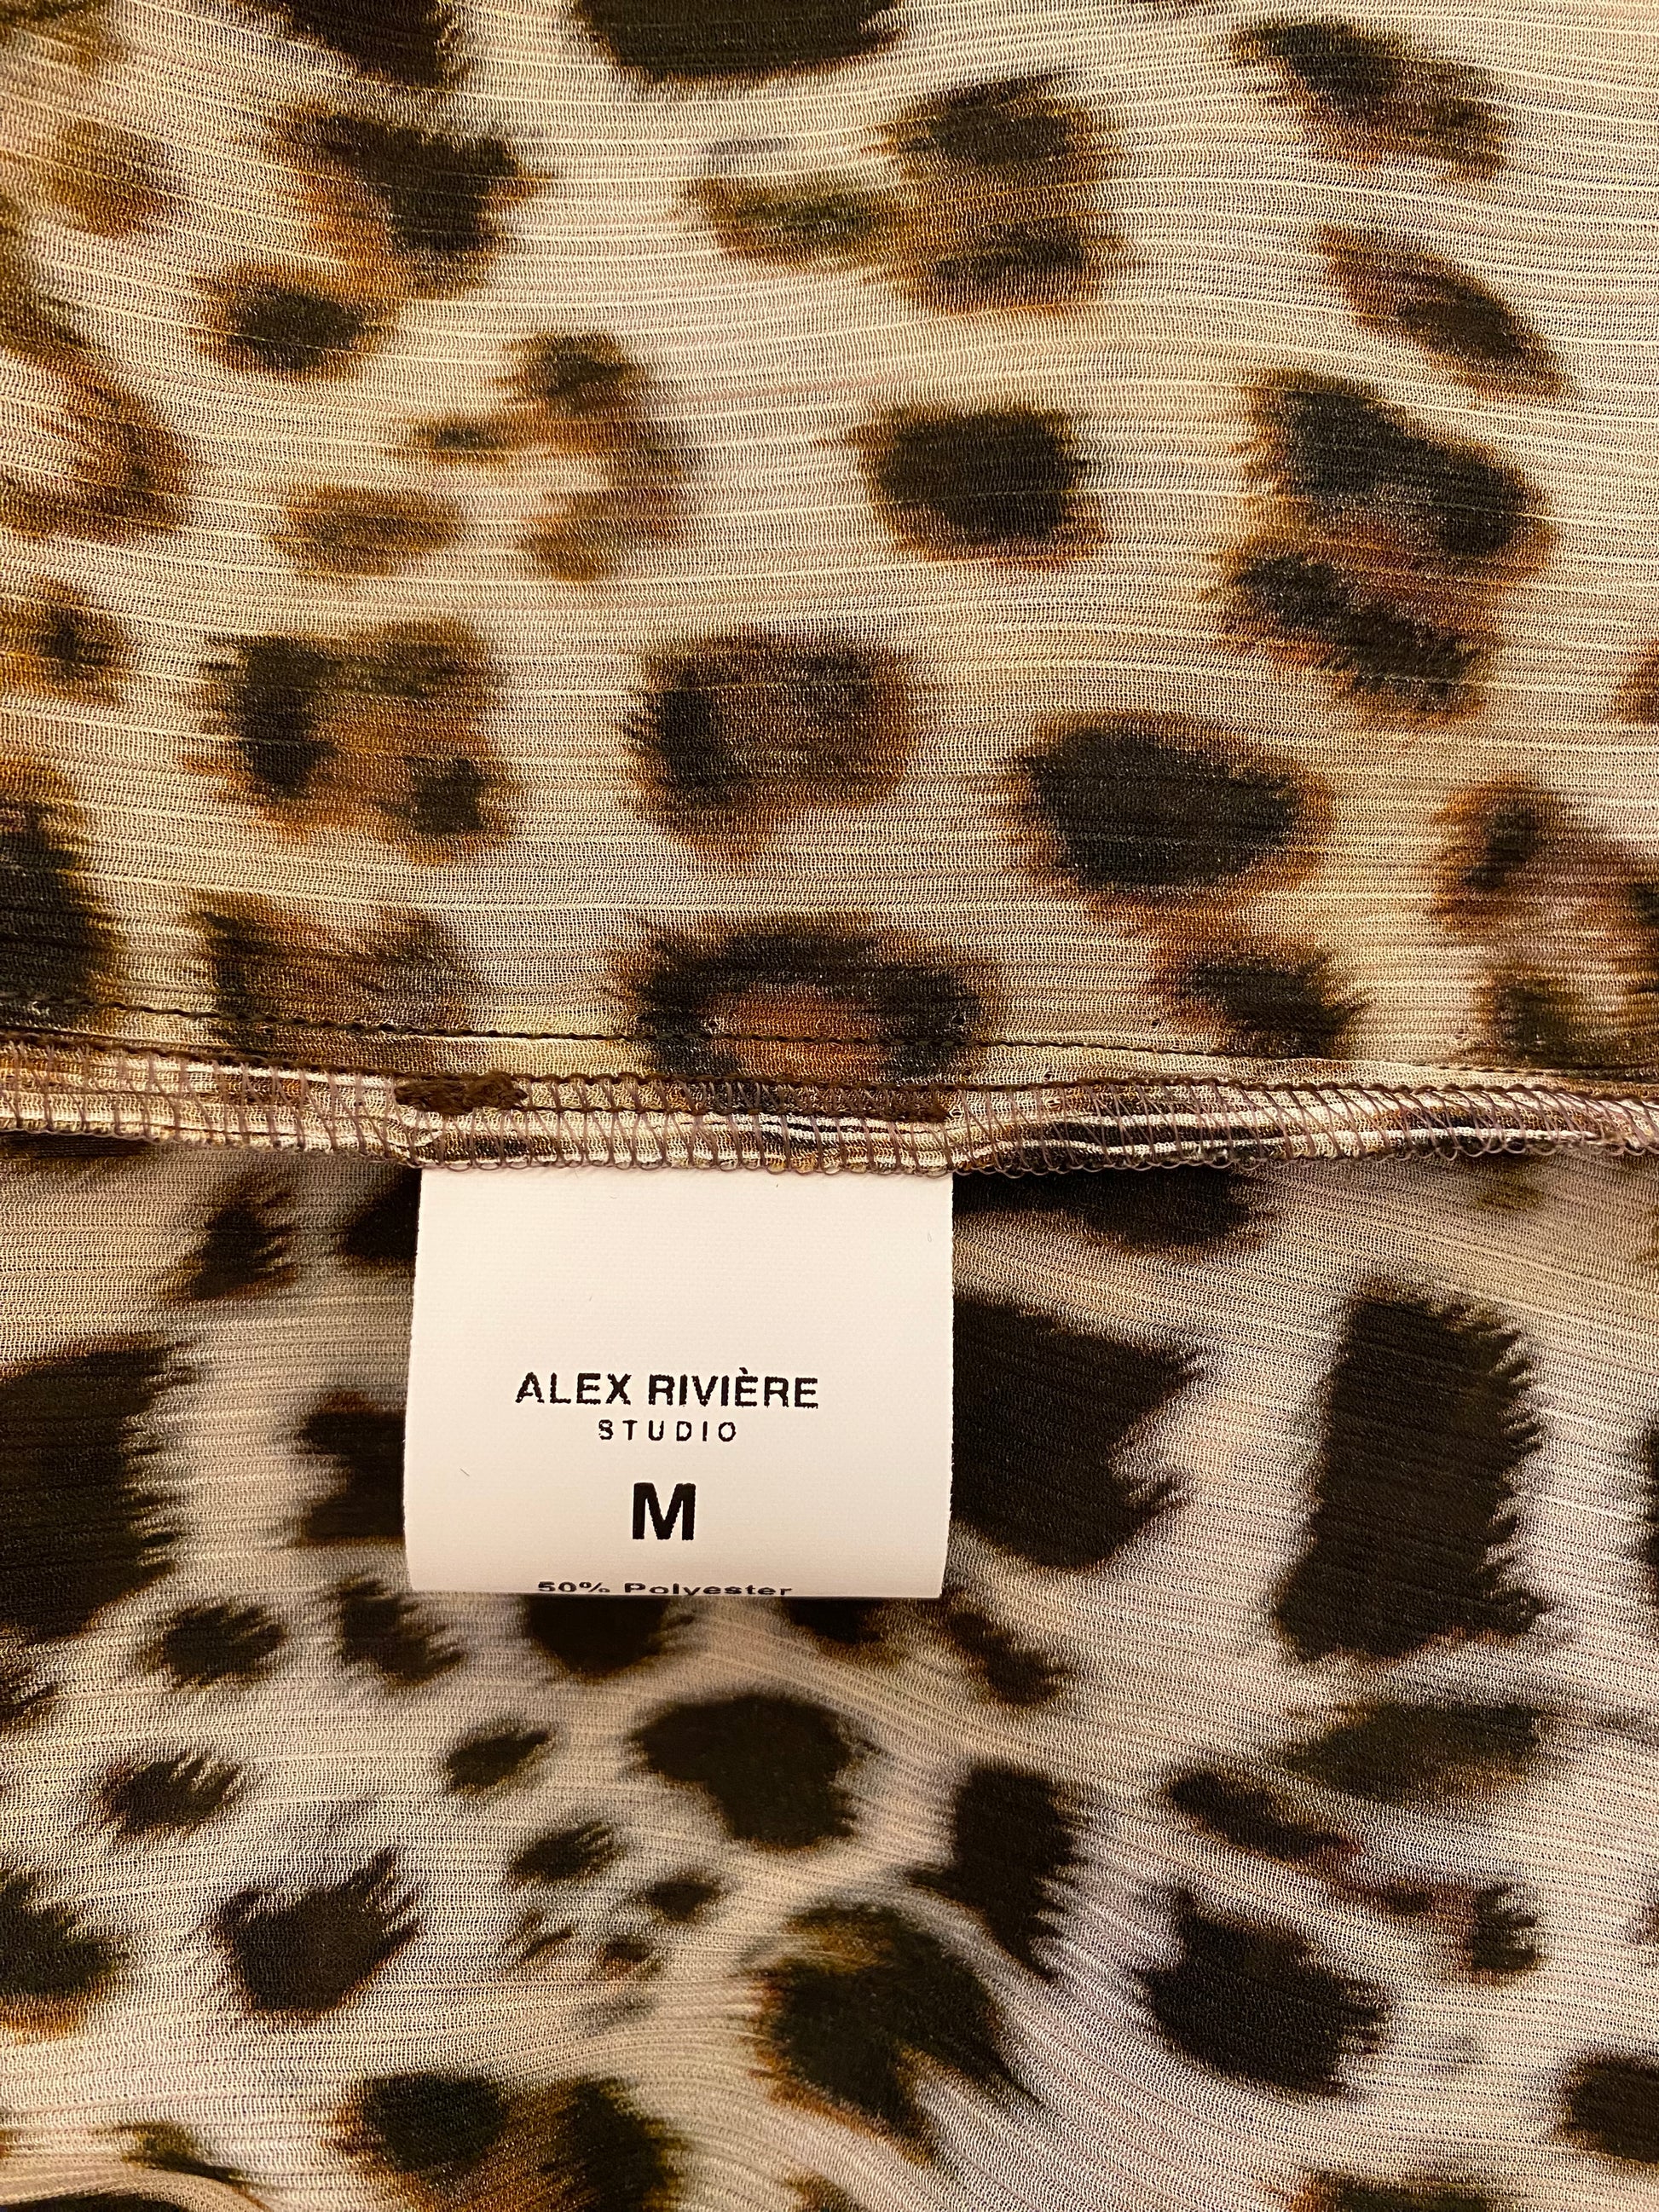 ALEX RIVIÈRE
STUDIO
M
50% Polyester